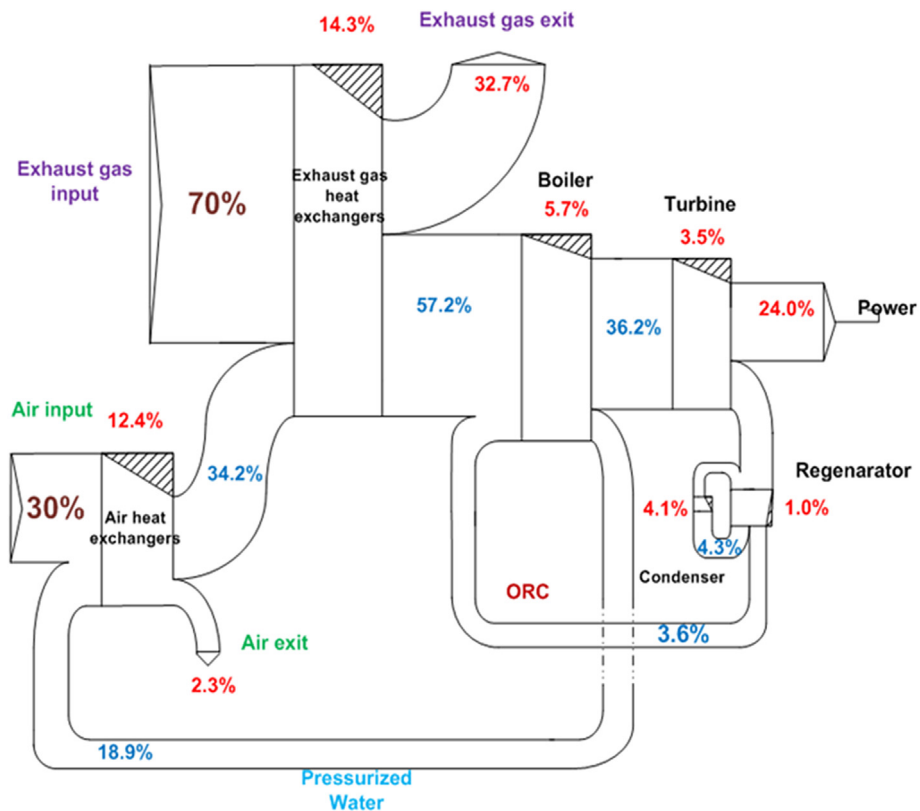 14.3%
Exhaust gas exit
32.7%
Exhaust gas
input
70%
Exhaust gas
heat
exchangers
Boiler
5.7%
Turbine
3.5%
57.2%
36.2%
24.0%
Power
Air input
12.4%
34.2%
30%
Air heat
exchangers
Regenarator
4.1%
1.0%
4.3%
Condenser
ORC
3.6%
Air exit
2.3%
18.9%
Pressurized
Water